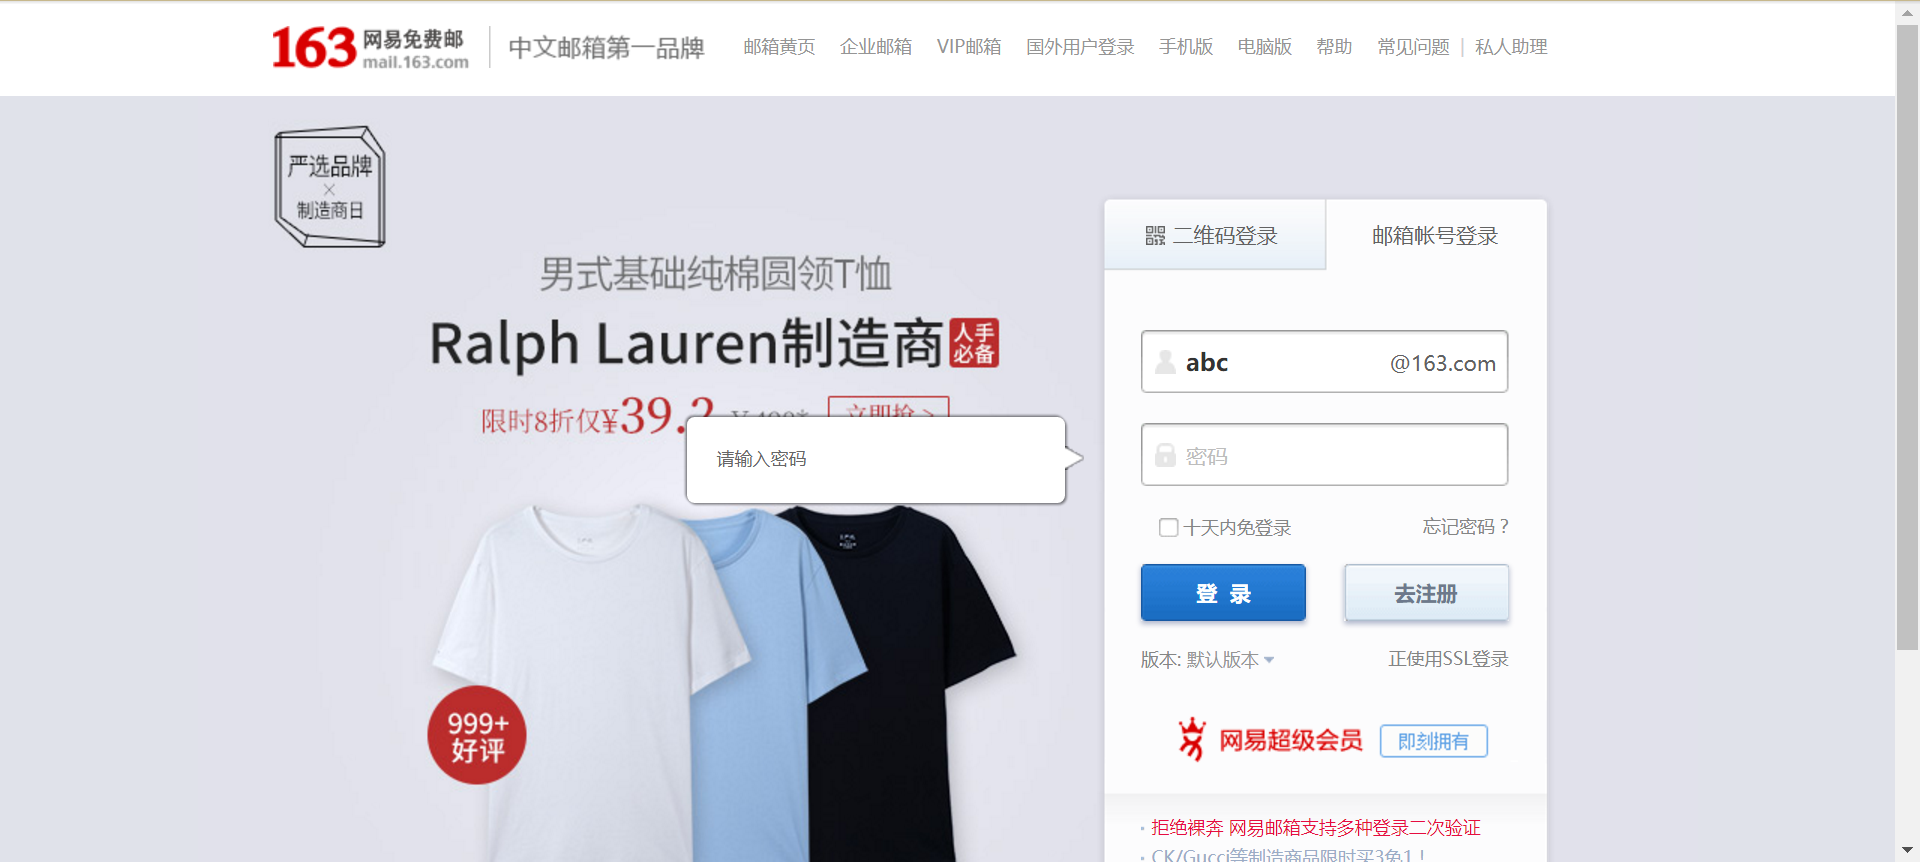 163 网易免费邮
mail.163.com
中文邮箱第一品牌
邮箱黄页 企业邮箱 VIP邮箱 国外用户登录 手机版 电脑版 帮助 常见问题 | 私人助理
严选品牌
×
制造商日
男式基础纯棉圆领T恤
Ralph Lauren制造商
人手
必备
限时8折仅¥39.2
立即抢 >
请输入密码
999+
好评
二维码登录
邮箱帐号登录
abc @163.com
密码
十天内免登录 忘记密码？
登 录
去注册
版本: 默认版本 正使用SSL登录
网易超级会员 即刻拥有
· 拒绝裸奔 网易邮箱支持多种登录二次验证
· CK/Gucci等制造商品限时买3免1！